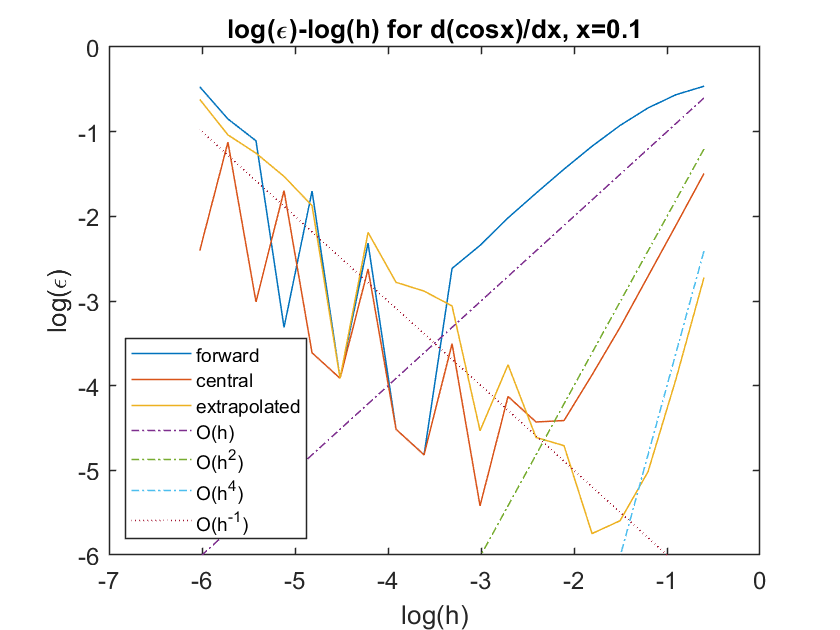 log(ϵ)-log(h) for d(cosx)/dx, x=0.1
0
-1
-2
-3
-4
-5
-6
log(ϵ)
forward
central
extrapolated
O(h)
O(h²)
O(h⁴)
O(h⁻¹)
-7
-6
-5
-4
-3
-2
-1
0
log(h)